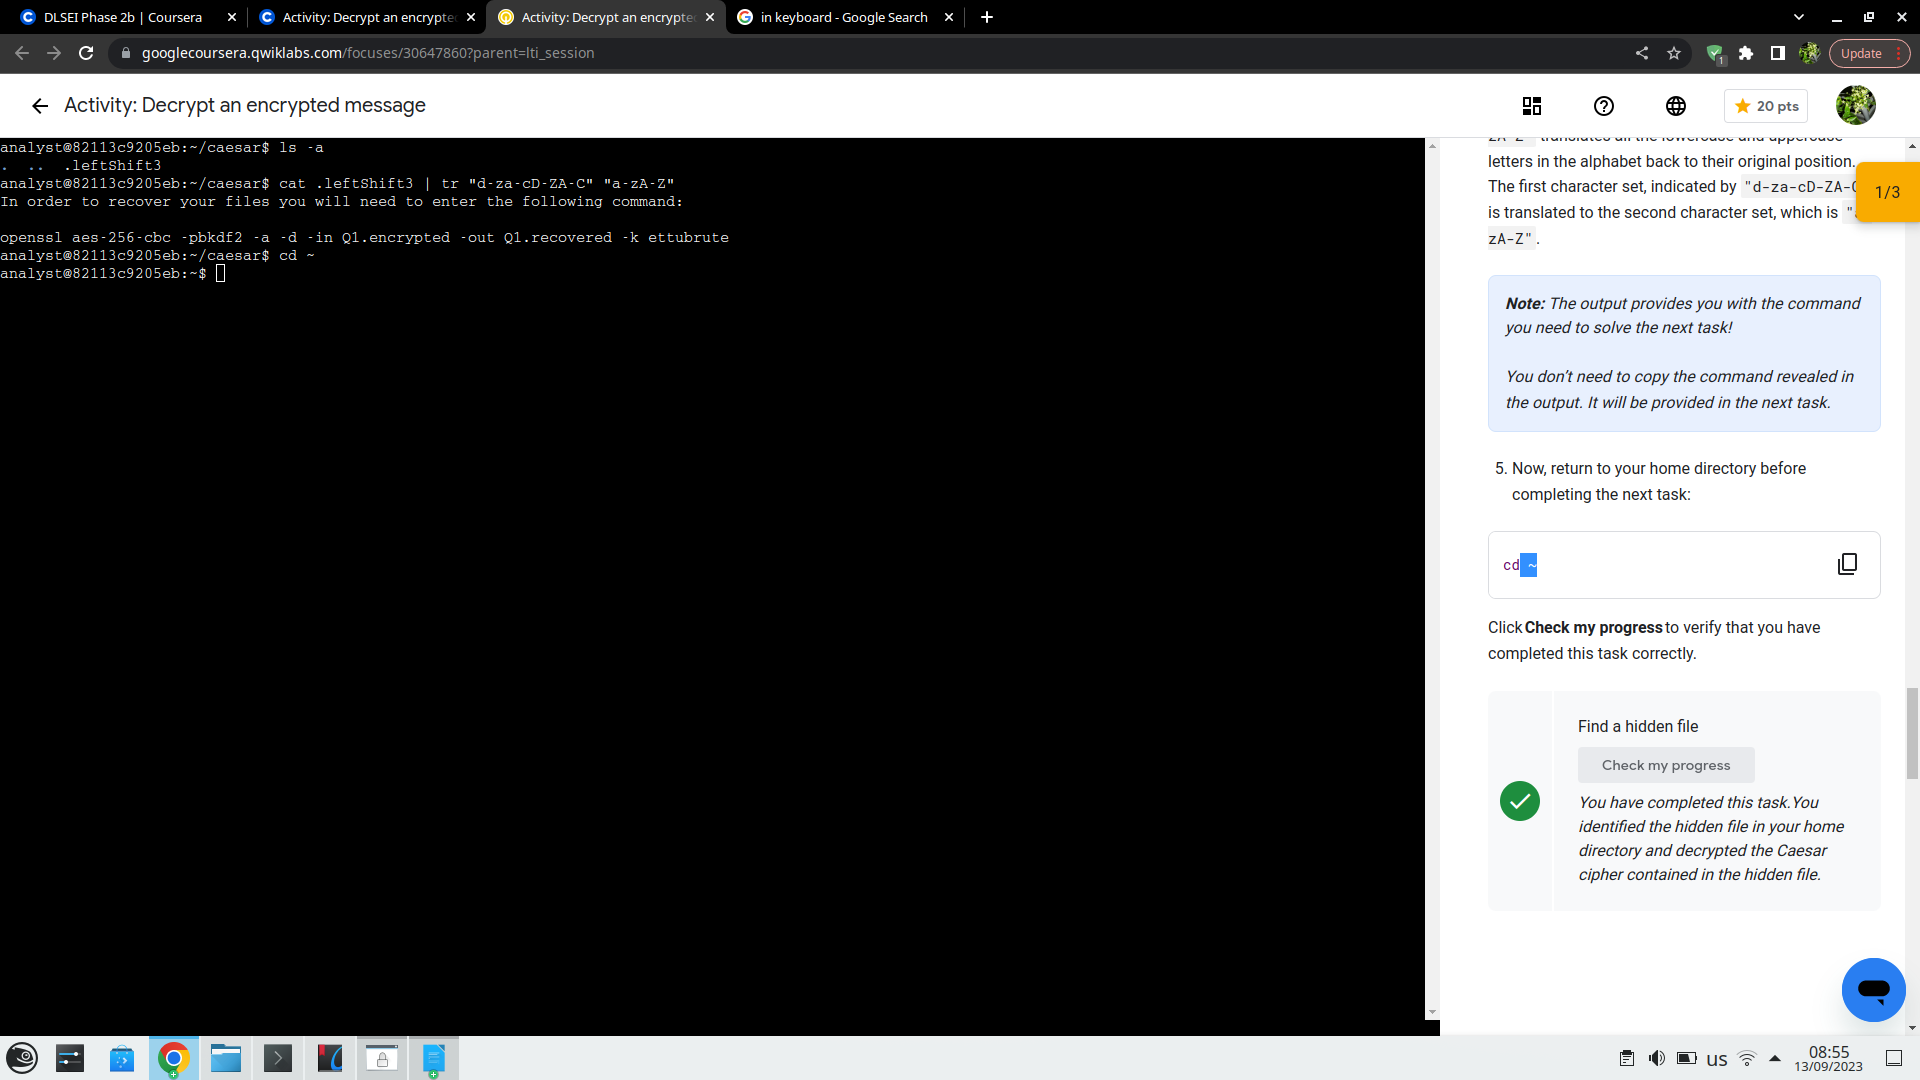 DLSEI Phase 2b | Coursera
Activity: Decrypt an encrypte
Activity: Decrypt an encrypte
in keyboard - Google Search
googlecoursera.qwiklabs.com/focuses/30647860?parent=lti_session
1
Update
Activity: Decrypt an encrypted message
20 pts
analyst@82113c9205eb:~/caesar$ ls -a
.  ..  .leftShift3
analyst@82113c9205eb:~/caesar$ cat .leftShift3 | tr "d-za-cD-ZA-C" "a-zA-Z"
In order to recover your files you will need to enter the following command:
openssl aes-256-cbc -pbkdf2 -a -d -in Q1.encrypted -out Q1.recovered -k ettubrute
analyst@82113c9205eb:~/caesar$ cd ~
analyst@82113c9205eb:~$
zA-Z" translates all the lowercase and uppercase
letters in the alphabet back to their original position.
The first character set, indicated by "d-za-cD-ZA-C
is translated to the second character set, which is "
zA-Z".
1/3
Note: The output provides you with the command
you need to solve the next task!
You don't need to copy the command revealed in
the output. It will be provided in the next task.
5. Now, return to your home directory before
completing the next task:
cd ~
Click Check my progress to verify that you have
completed this task correctly.
Find a hidden file
Check my progress
You have completed this task.You
identified the hidden file in your home
directory and decrypted the Caesar
cipher contained in the hidden file.
us
08:55
13/09/2023